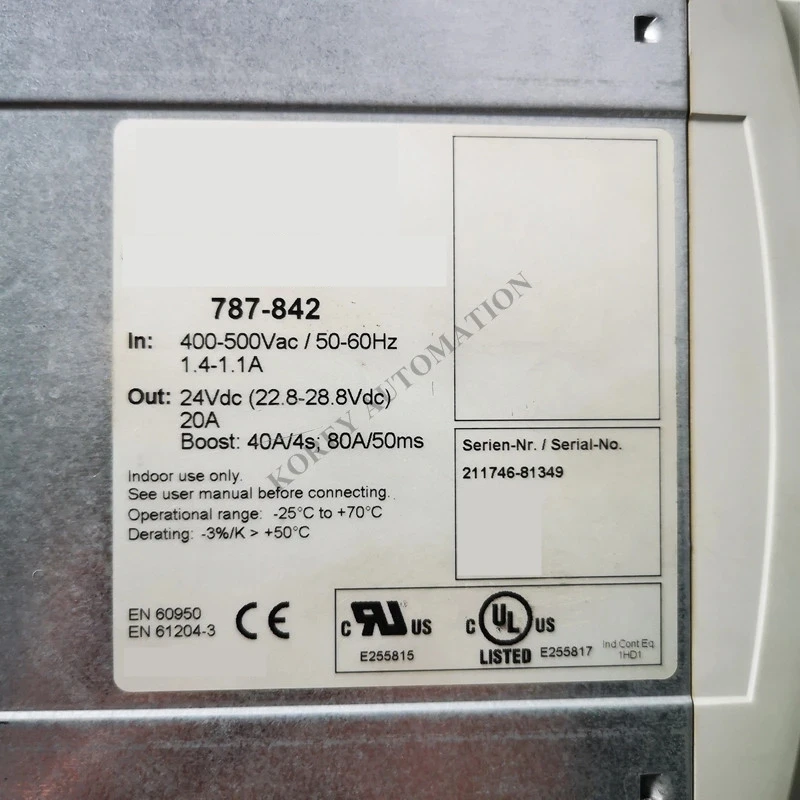 787-842
In: 400-500Vac / 50-60Hz
1.4-1.1A
Out: 24Vdc (22.8-28.8Vdc)
20A
Boost: 40A/4s; 80A/50ms
Indoor use only.
See user manual before connecting.
Operational range: -25°C to +70°C
Derating: -3%/K > +50°C
Serien-Nr. / Serial-No.
211746-81349
EN 60950
EN 61204-3
CE
c RU US
E255815
c UL US
LISTED E255817
Ind.Cont.Eq.
1HD1
KOREY AUTOMATION